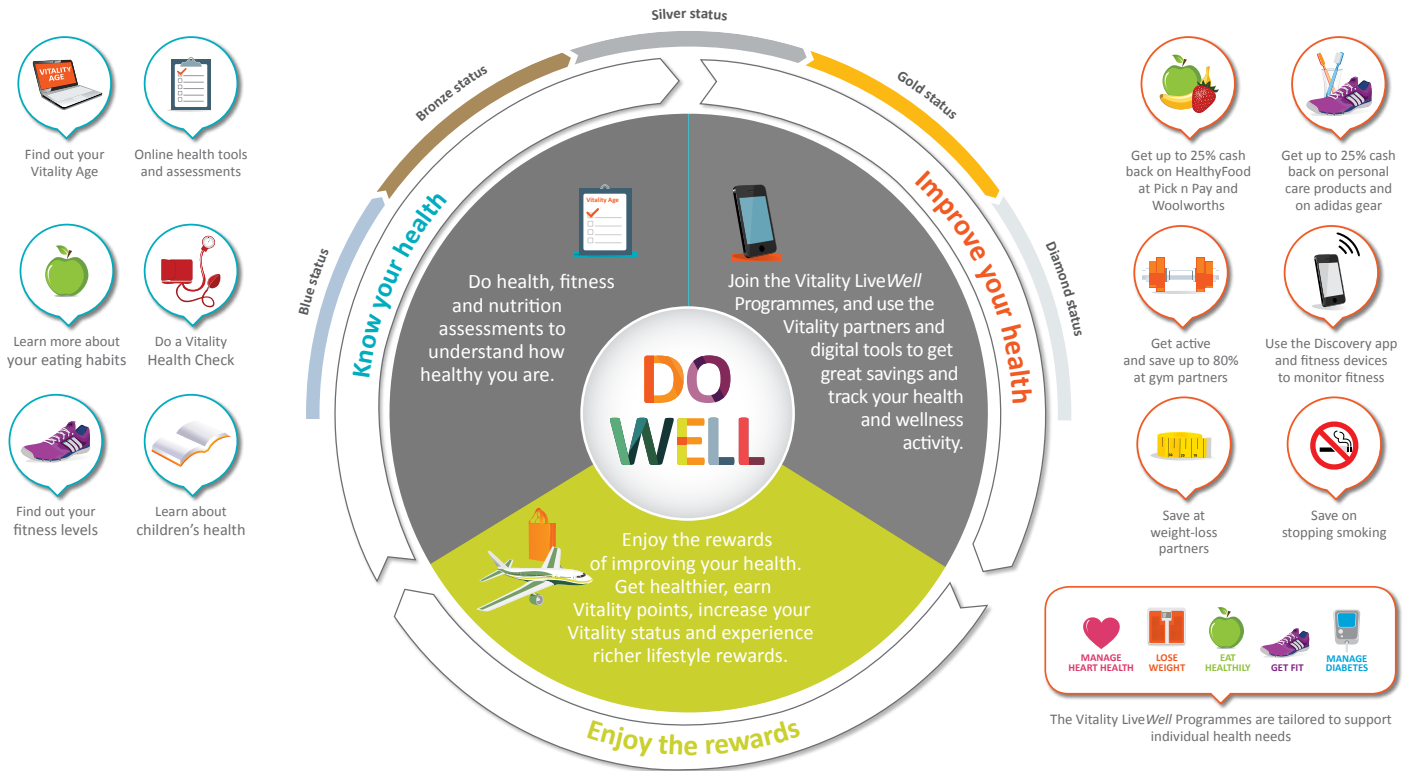 Silver status
Bronze status
Gold status
Blue status
Diamond status
VITALITY
AGE
Find out your
Vitality Age
Online health tools
and assessments
Learn more about
your eating habits
Do a Vitality
Health Check
Find out your
fitness levels
Learn about
children's health
Know your health
Vitality Age
Do health, fitness
and nutrition
assessments to
understand how
healthy you are.
Improve your health
Join the Vitality LiveWell
Programmes, and use the
Vitality partners and
digital tools to get
great savings and
track your health
and wellness
activity.
DO
WELL
Enjoy the rewards
of improving your health.
Get healthier, earn
Vitality points, increase your
Vitality status and experience
richer lifestyle rewards.
Enjoy the rewards
Get up to 25% cash
back on HealthyFood
at Pick n Pay and
Woolworths
Get up to 25% cash
back on personal
care products and
on adidas gear
Get active
and save up to 80%
at gym partners
Use the Discovery app
and fitness devices
to monitor fitness
Save at
weight-loss
partners
Save on
stopping smoking
MANAGE
HEART HEALTH
LOSE
WEIGHT
EAT
HEALTHILY
GET FIT
MANAGE
DIABETES
The Vitality LiveWell Programmes are tailored to support
individual health needs